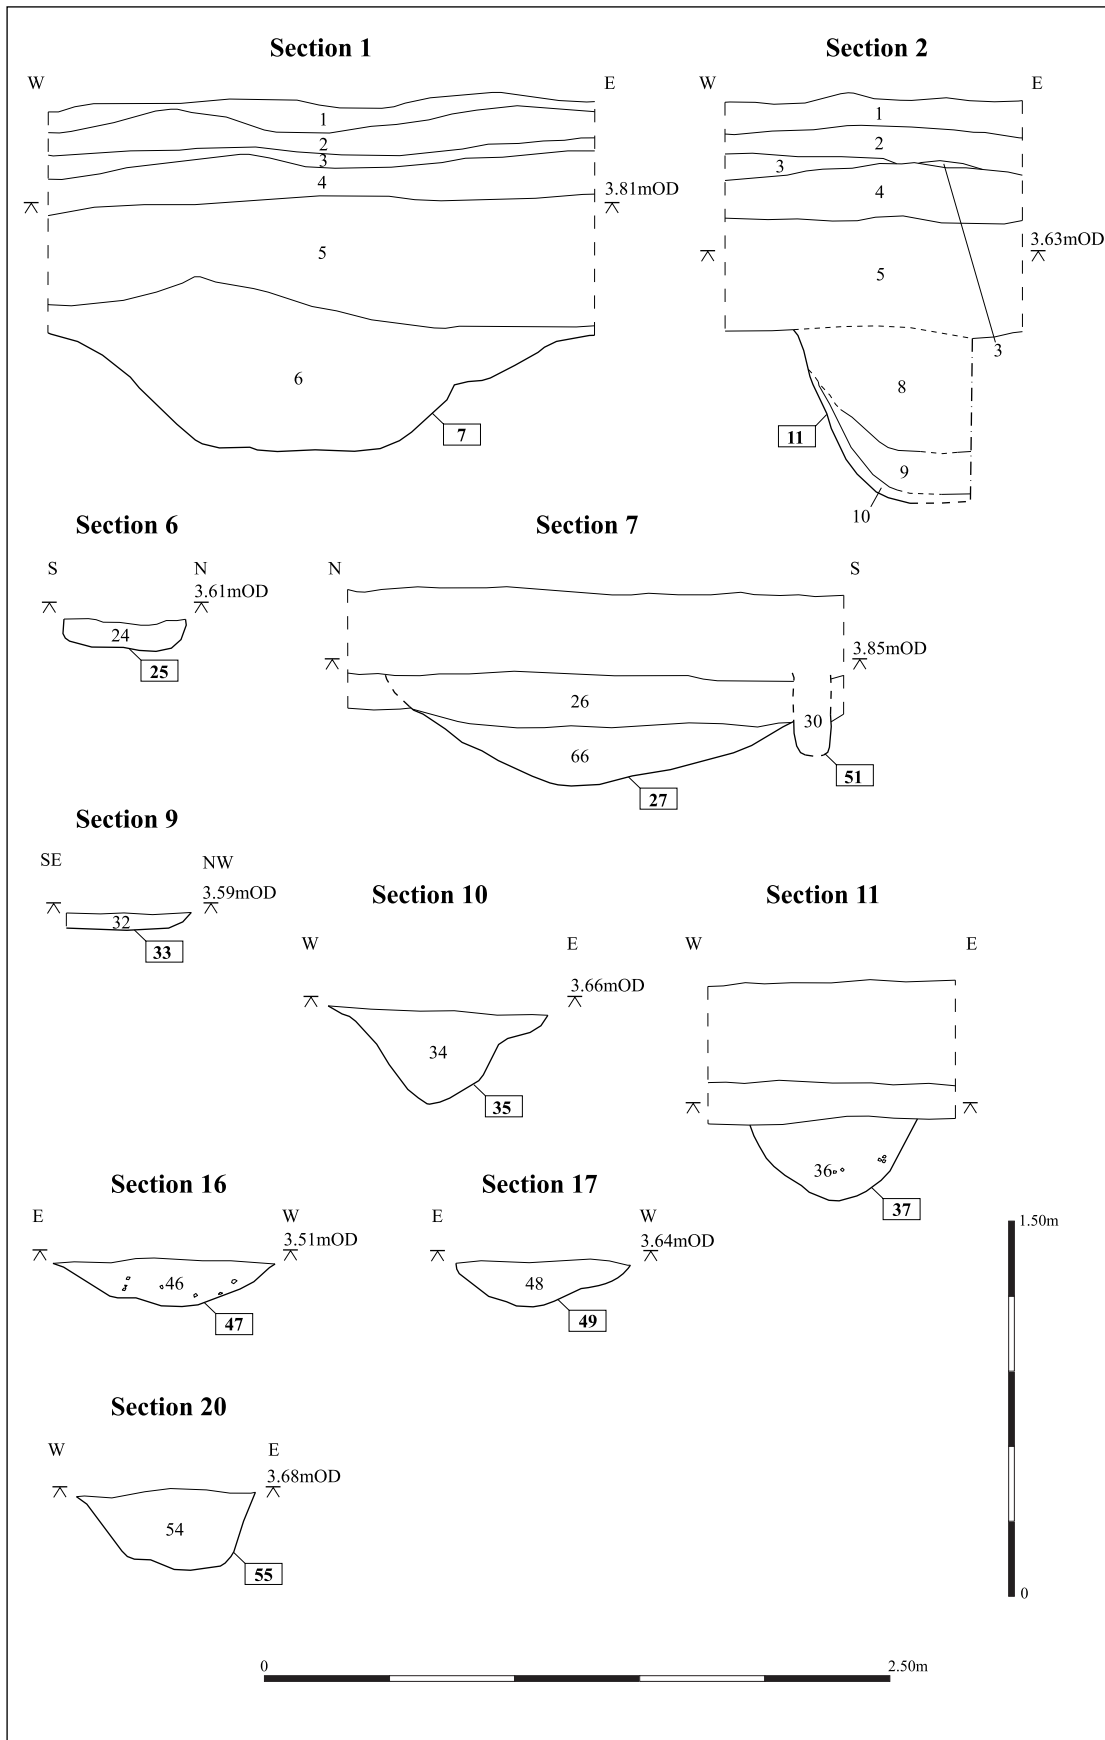 Section 1
W
E
1
2
3
4
3.81mOD
5
6
7
Section 2
W
E
1
2
3
4
3.63mOD
5
3
8
11
9
10
Section 6
S
N
3.61mOD
24
25
Section 7
N
S
3.85mOD
26
30
66
51
27
Section 9
SE
NW
3.59mOD
32
33
Section 10
W
E
3.66mOD
34
35
Section 11
W
E
36
37
Section 16
E
W
3.51mOD
46
47
Section 17
E
W
3.64mOD
48
49
1.50m
0
Section 20
W
E
3.68mOD
54
55
0
2.50m